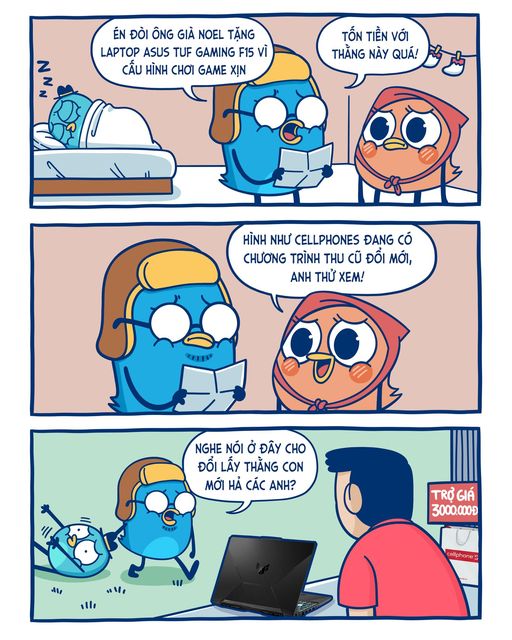 ÉN ĐÒI ÔNG GIÀ NOEL TẶNG
LAPTOP ASUS TUF GAMING F15 VÌ
CẤU HÌNH CHƠI GAME XỊN
TỐN TIỀN VỚI
THẰNG NÀY QUÁ!
Z
Z
Z
HÌNH NHƯ CELLPHONES ĐANG CÓ
CHƯƠNG TRÌNH THU CŨ ĐỔI MỚI,
ANH THỬ XEM!
NGHE NÓI Ở ĐÂY CHO
ĐỔI LẤY THẰNG CON
MỚI HẢ CÁC ANH?
TRỢ GIÁ
3000.000Đ
cellphone S